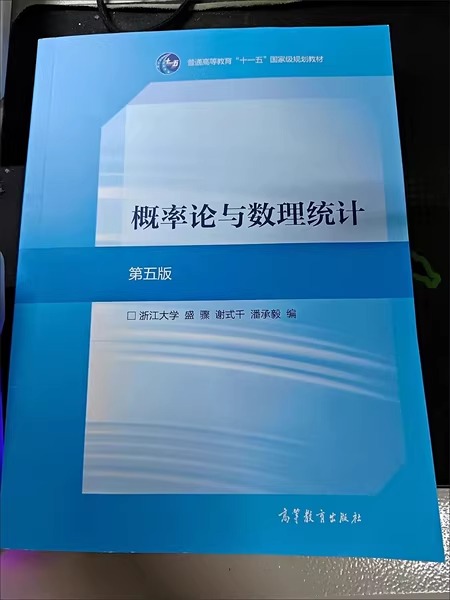 普通高等教育“十一五”国家级规划教材
概率论与数理统计
第五版
□ 浙江大学 盛 骤 谢式千 潘承毅 编
高等教育出版社